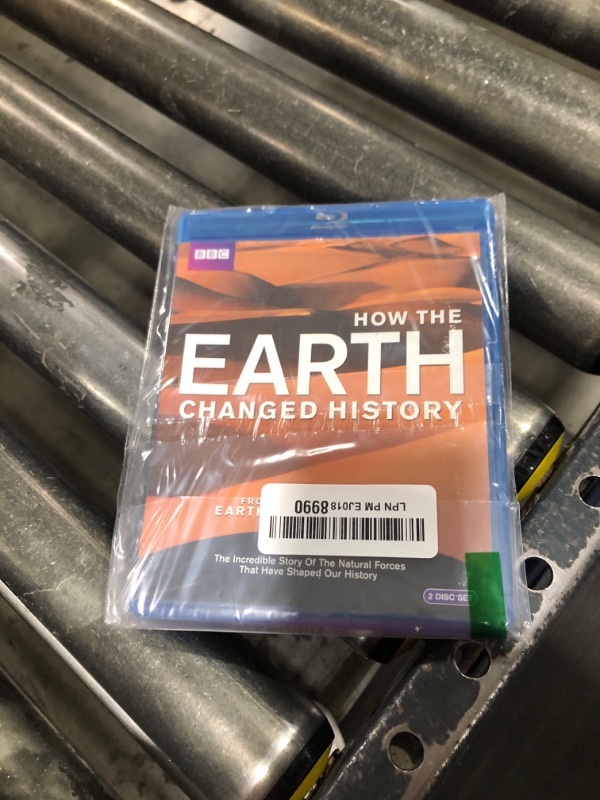 BBC
HOW THE
EARTH
CHANGED HISTORY
FRO
EARTH
LPN PM EJ018 8990
The Incredible Story Of The Natural Forces
That Have Shaped Our History
2 DISC SET